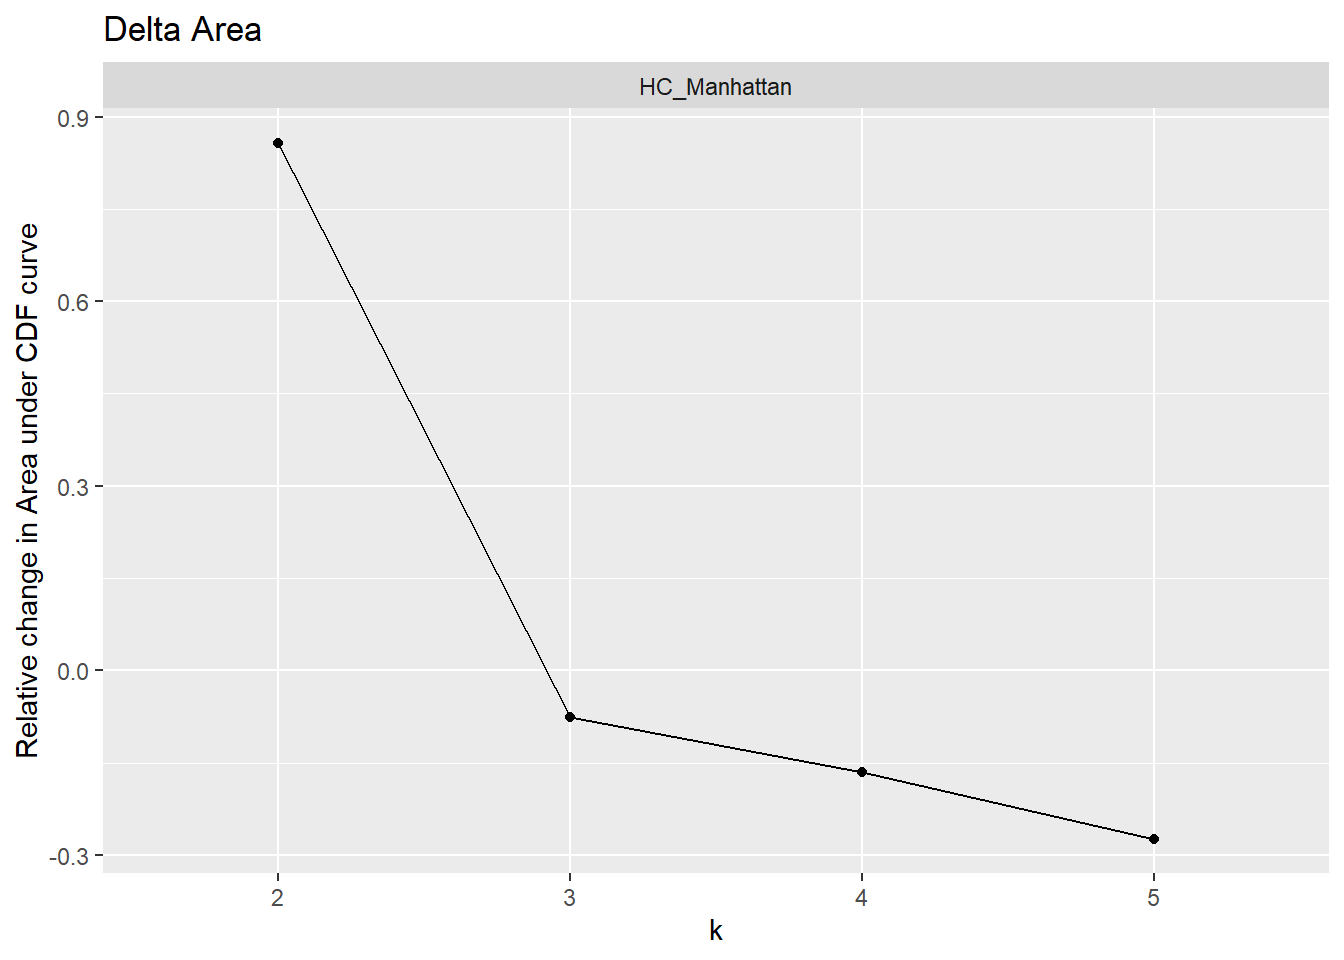 Delta Area
HC_Manhattan
Relative change in Area under CDF curve
0.9
0.6
0.3
0.0
-0.3
2
3
4
5
k